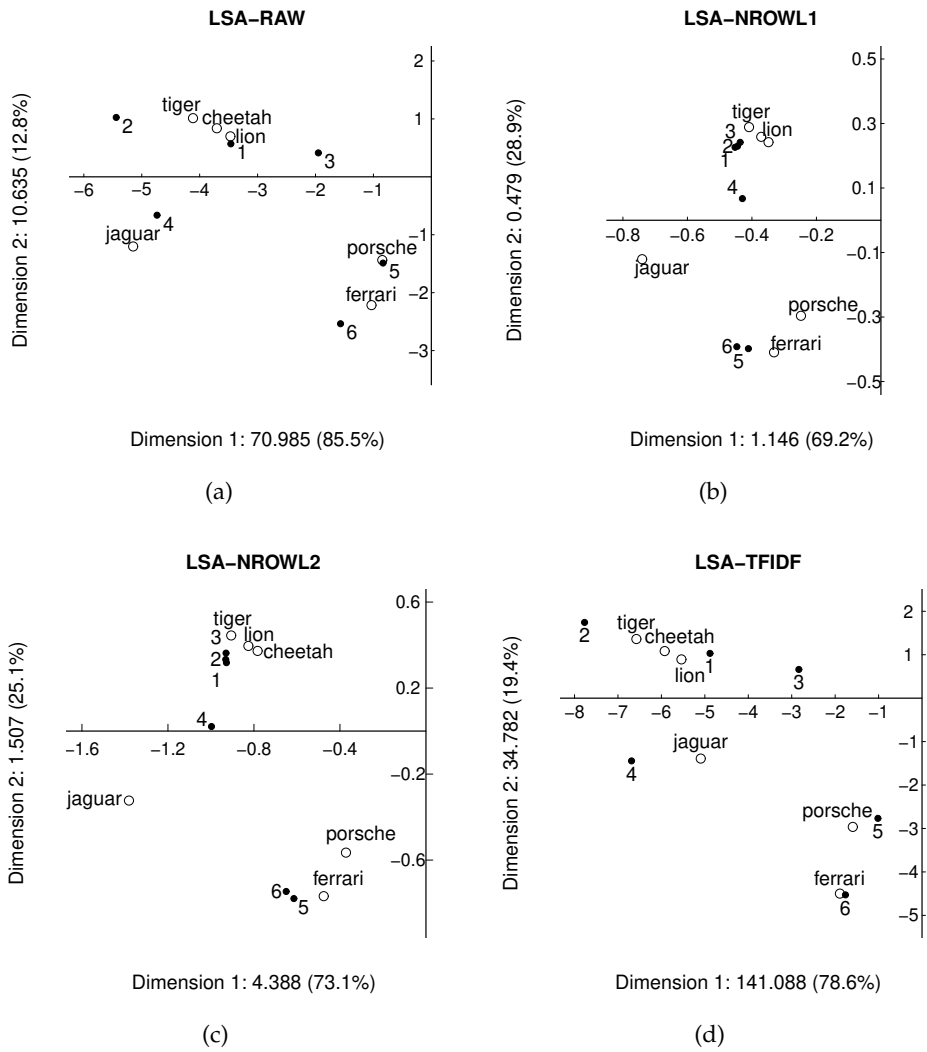 LSA−RAW
2
1
−6 −5 −4 −3 −2 −1
−1
−2
−3
tiger
cheetah
lion
2
1
3
4
jaguar
porsche
5
ferrari
6
Dimension 2: 10.635 (12.8%)
Dimension 1: 70.985 (85.5%)
(a)
LSA−NROWL1
0.5
0.3
0.1
−0.8 −0.6 −0.4 −0.2
−0.1
−0.3
−0.5
tiger
3 lion
2
1
4
jaguar
porsche
6
5
ferrari
Dimension 2: 0.479 (28.9%)
Dimension 1: 1.146 (69.2%)
(b)
LSA−NROWL2
0.6
0.2
−1.6 −1.2 −0.8 −0.4
−0.2
−0.6
tiger
3 lion
2 cheetah
1
4
jaguar
porsche
ferrari
6
5
Dimension 2: 1.507 (25.1%)
Dimension 1: 4.388 (73.1%)
(c)
LSA−TFIDF
2
1
−8 −7 −6 −5 −4 −3 −2 −1
−1
−2
−3
−4
−5
2
tiger
cheetah
lion
1
3
jaguar
4
porsche
5
ferrari
6
Dimension 2: 34.782 (19.4%)
Dimension 1: 141.088 (78.6%)
(d)